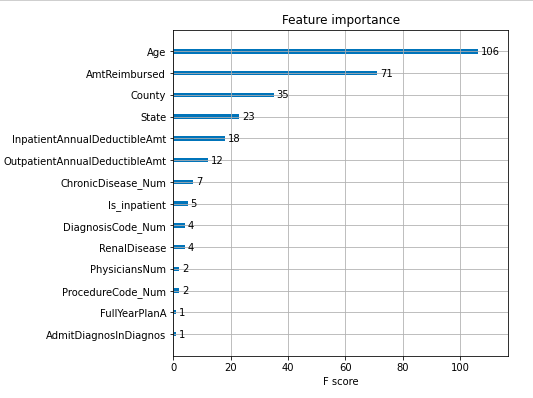 Feature importance
Age 106
AmtReimbursed 71
County 35
State 23
InpatientAnnualDeductibleAmt 18
OutpatientAnnualDeductibleAmt 12
ChronicDisease_Num 7
Is_inpatient 5
DiagnosisCode_Num 4
RenalDisease 4
PhysiciansNum 2
ProcedureCode_Num 2
FullYearPlanA 1
AdmitDiagnosInDiagnos 1
0 20 40 60 80 100
F score